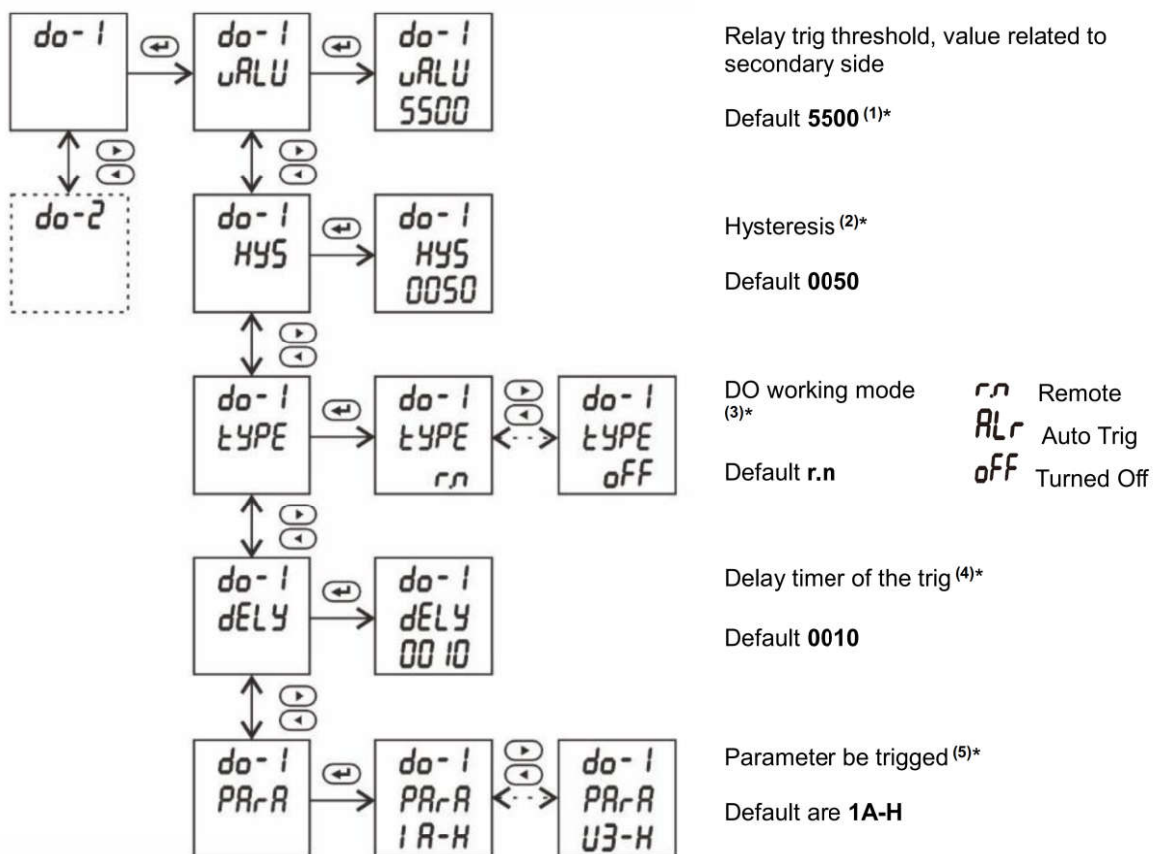 do-1
do-1
uALU
do-1
uALU
5500
Relay trig threshold, value related to
secondary side
Default 5500 (1)*
do-2
do-1
HYS
do-1
HYS
0050
Hysteresis (2)*
Default 0050
do-1
tYPE
do-1
tYPE
r.n
do-1
tYPE
oFF
DO working mode
(3)*
Default r.n
r.n Remote
ALr Auto Trig
oFF Turned Off
do-1
dELY
do-1
dELY
0010
Delay timer of the trig (4)*
Default 0010
do-1
PArA
do-1
PArA
1A-H
do-1
PArA
U3-H
Parameter be trigged (5)*
Default are 1A-H